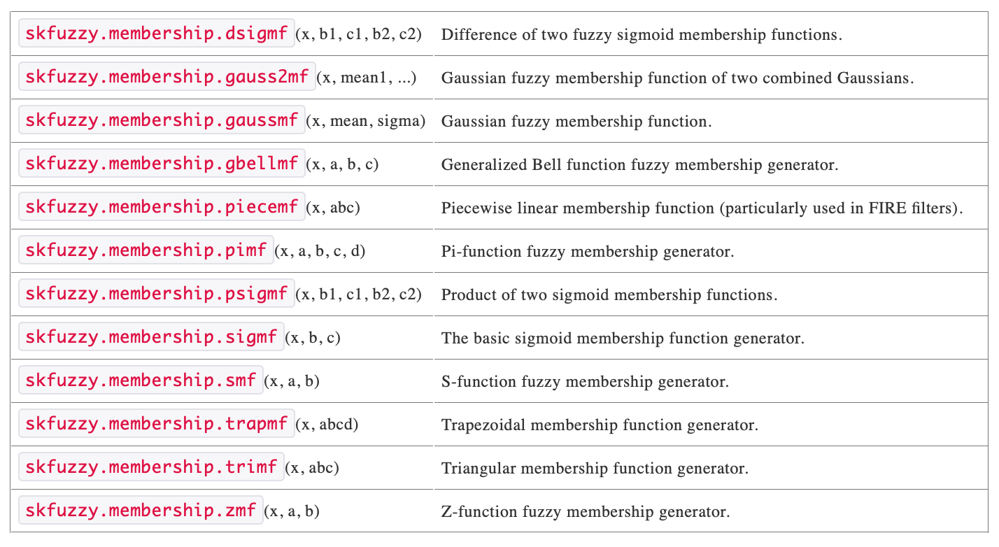 skfuzzy.membership.dsigmf(x, b1, c1, b2, c2) Difference of two fuzzy sigmoid membership functions.
skfuzzy.membership.gauss2mf(x, mean1, ...) Gaussian fuzzy membership function of two combined Gaussians.
skfuzzy.membership.gaussmf(x, mean, sigma) Gaussian fuzzy membership function.
skfuzzy.membership.gbellmf(x, a, b, c) Generalized Bell function fuzzy membership generator.
skfuzzy.membership.piecemf(x, abc) Piecewise linear membership function (particularly used in FIRE filters).
skfuzzy.membership.pimf(x, a, b, c, d) Pi-function fuzzy membership generator.
skfuzzy.membership.psigmf(x, b1, c1, b2, c2) Product of two sigmoid membership functions.
skfuzzy.membership.sigmf(x, b, c) The basic sigmoid membership function generator.
skfuzzy.membership.smf(x, a, b) S-function fuzzy membership generator.
skfuzzy.membership.trapmf(x, abcd) Trapezoidal membership function generator.
skfuzzy.membership.trimf(x, abc) Triangular membership function generator.
skfuzzy.membership.zmf(x, a, b) Z-function fuzzy membership generator.